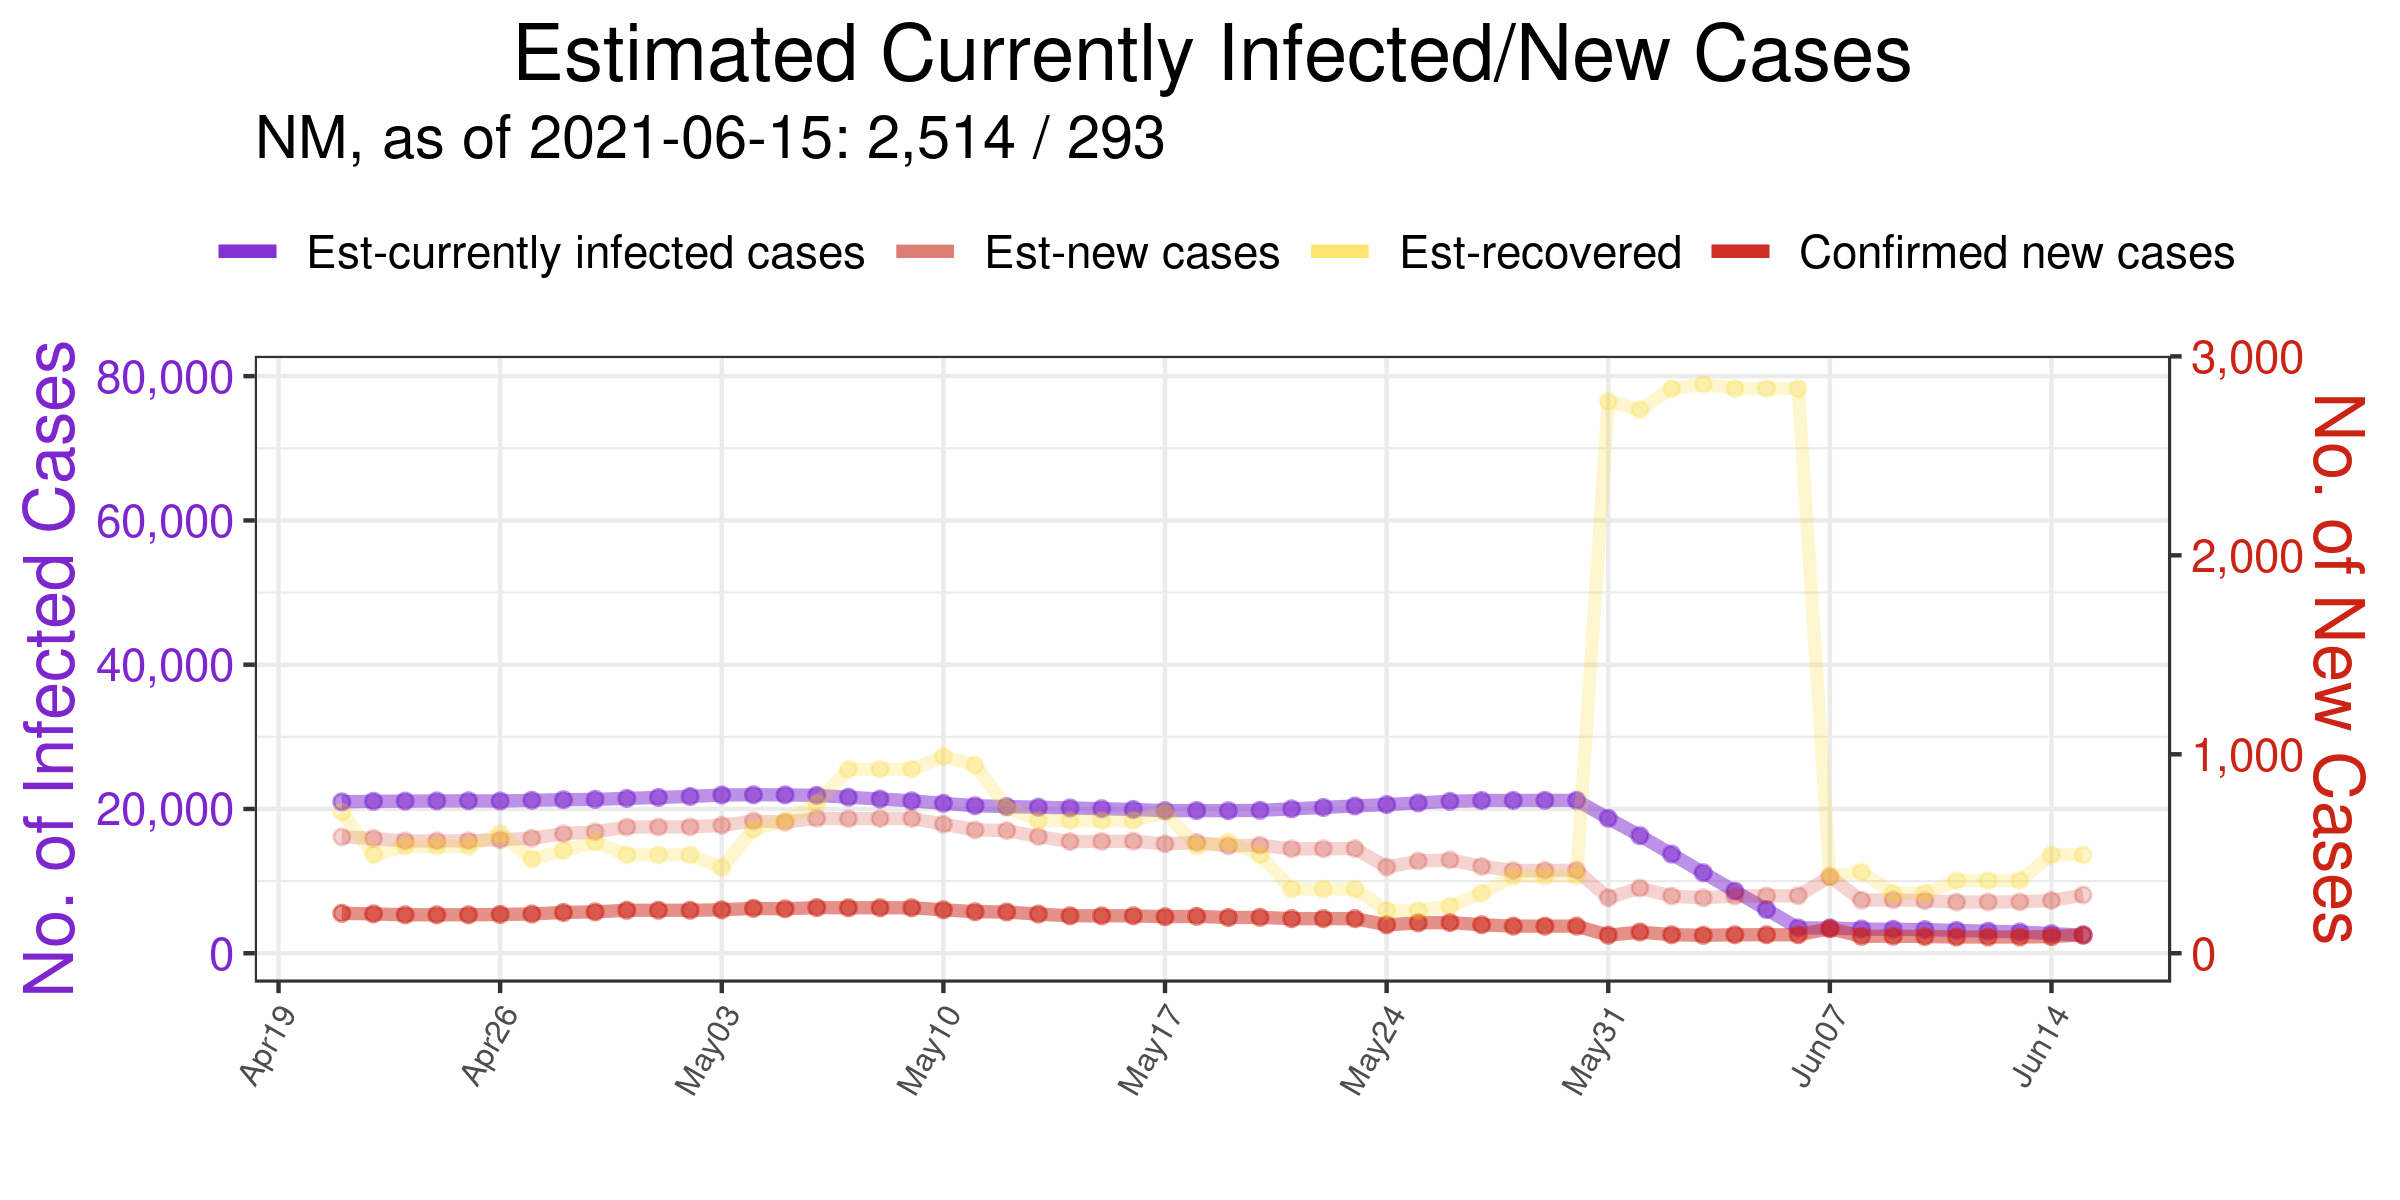 Estimated Currently Infected/New Cases
NM, as of 2021-06-15: 2,514 / 293
Est-currently infected cases Est-new cases Est-recovered Confirmed new cases
No. of Infected Cases
80,000
60,000
40,000
20,000
0
3,000
2,000
1,000
0
No. of New Cases
Apr19 Apr26 May03 May10 May17 May24 May31 Jun07 Jun14